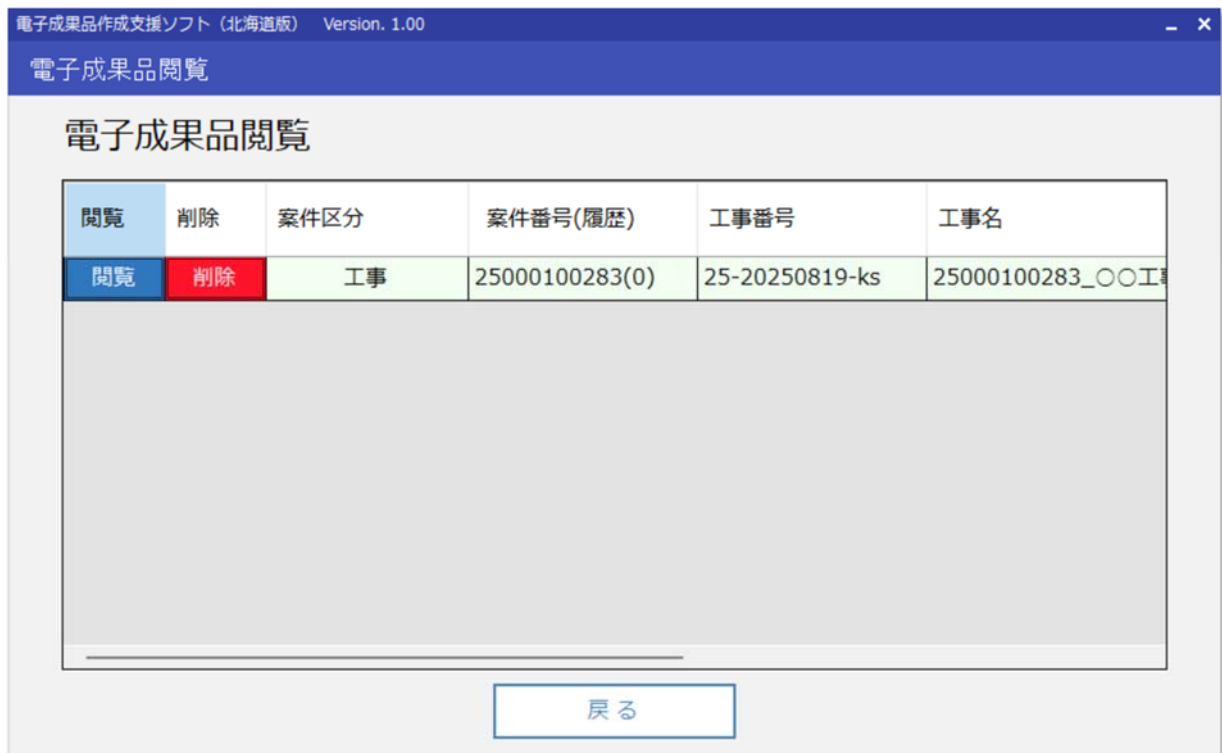 電子成果品作成支援ソフト（北海道版） Version. 1.00
電子成果品閲覧
電子成果品閲覧
閲覧 削除 案件区分 案件番号(履歴) 工事番号 工事名
閲覧 削除 工事 25000100283(0) 25-20250819-ks 25000100283_○○工事
戻る